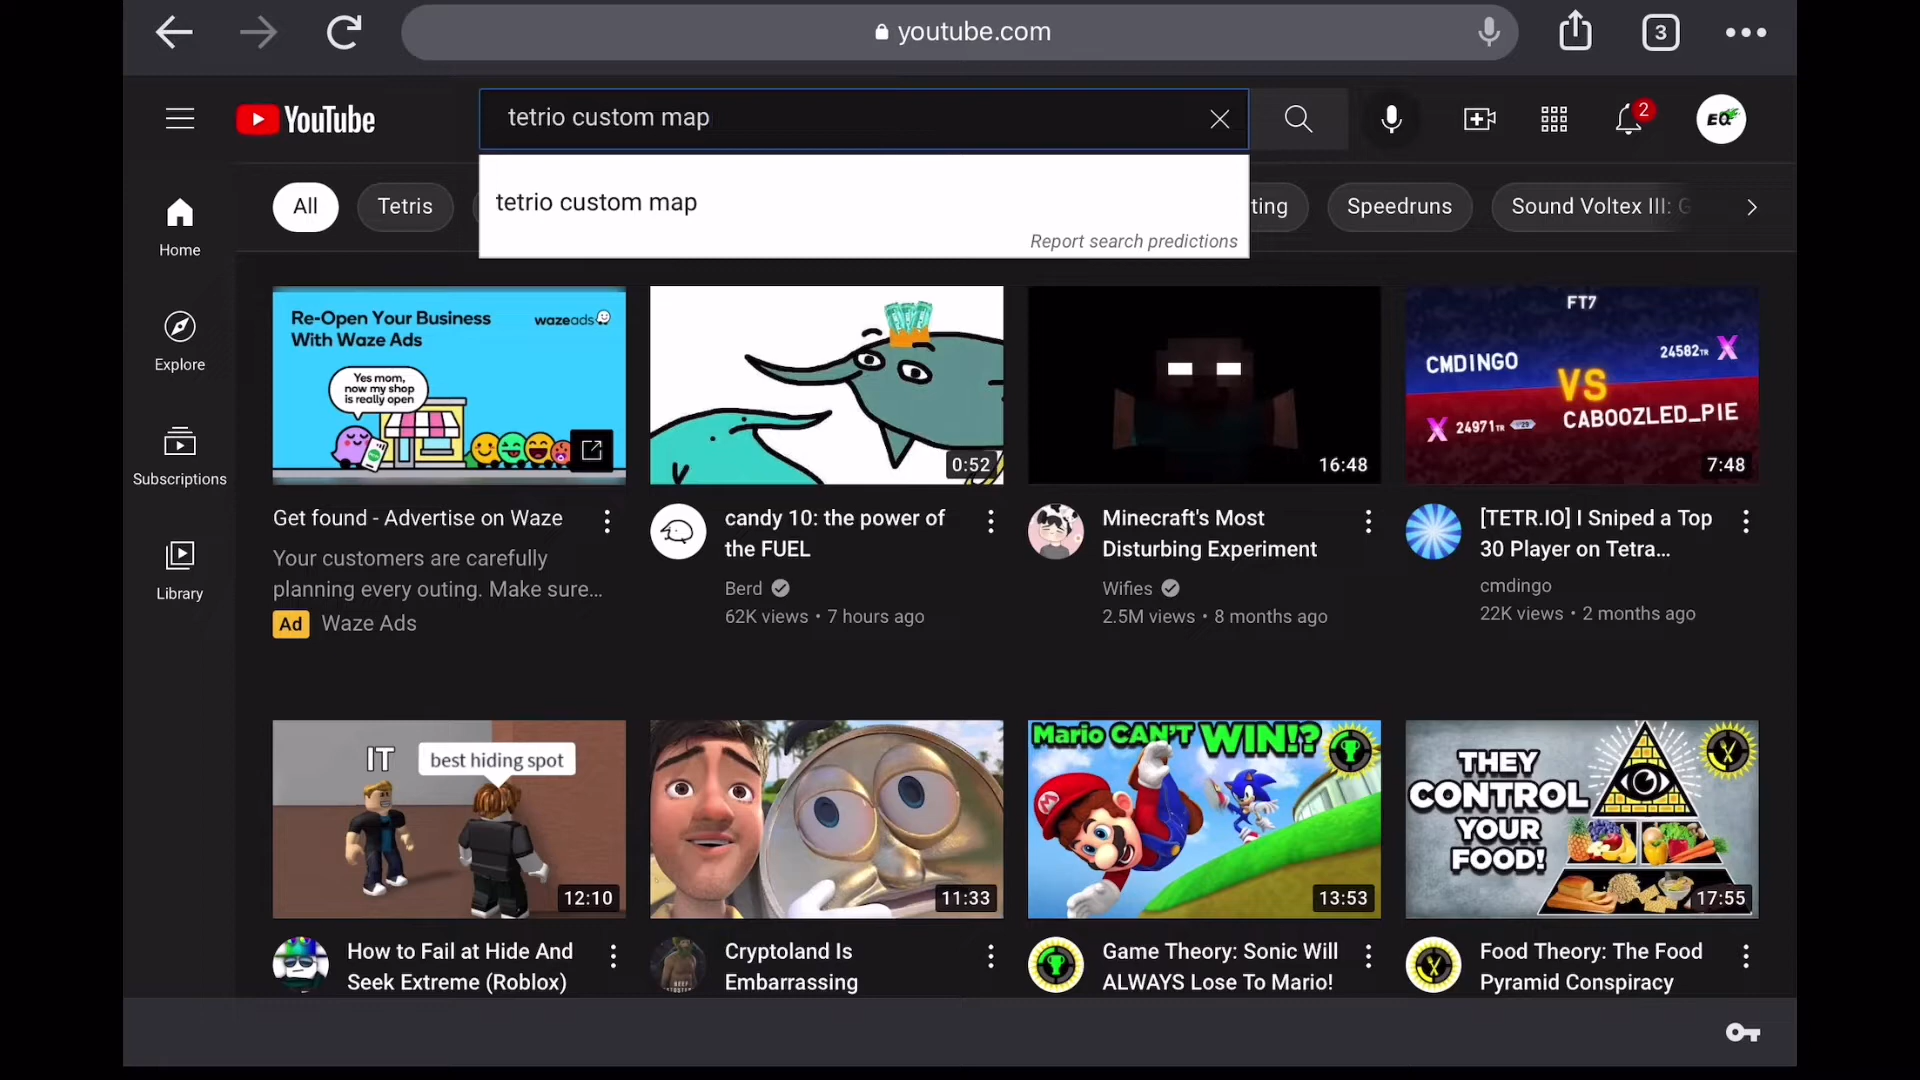 youtube.com
3
YouTube
tetrio custom map
2
EQ
tetrio custom map
Report search predictions
All
Tetris
ting
Speedruns
Sound Voltex III: G
Home
Explore
Subscriptions
Library
Re-Open Your Business
With Waze Ads
wazeads
Yes mom,
now my shop
is really open
0:52
16:48
FT7
CMDINGO
24582TR X
VS
X 24971TR
CABOOZLED_PIE
7:48
Get found - Advertise on Waze
Your customers are carefully
planning every outing. Make sure...
Ad Waze Ads
candy 10: the power of
the FUEL
Berd
62K views • 7 hours ago
Minecraft's Most
Disturbing Experiment
Wifies
2.5M views • 8 months ago
[TETR.IO] I Sniped a Top
30 Player on Tetra...
cmdingo
22K views • 2 months ago
IT
best hiding spot
12:10
11:33
Mario CAN'T WIN!?
M
13:53
THEY
CONTROL
YOUR
FOOD!
17:55
How to Fail at Hide And
Seek Extreme (Roblox)
Cryptoland Is
Embarrassing
Game Theory: Sonic Will
ALWAYS Lose To Mario!
Food Theory: The Food
Pyramid Conspiracy